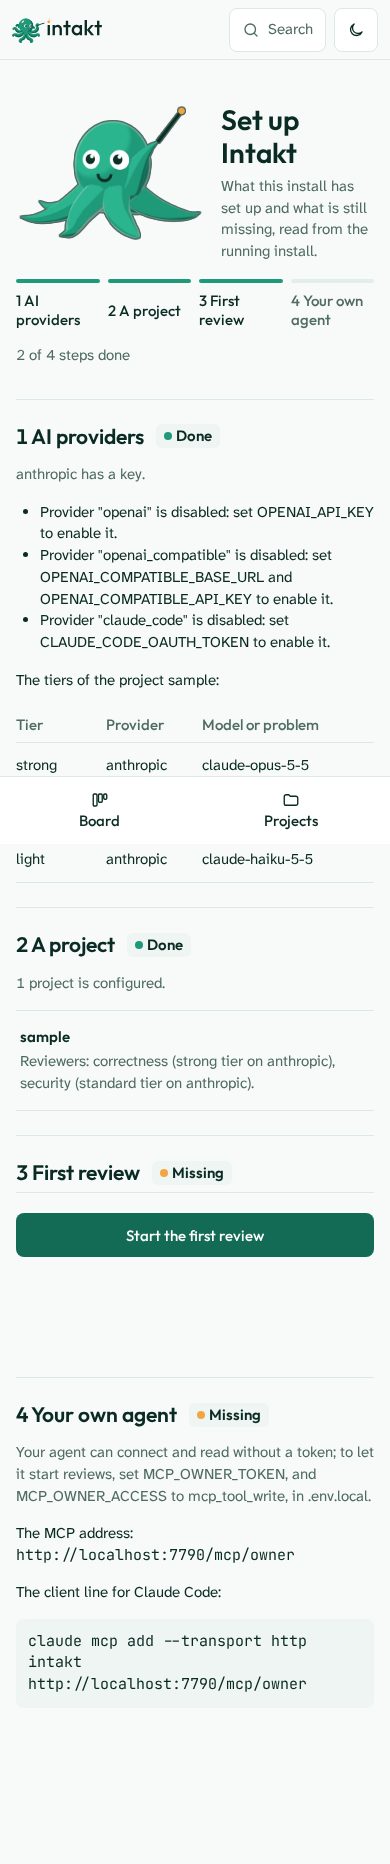 intakt
Search
Set up
Intakt
What this install has
set up and what is still
missing, read from the
running install.
1 AI
providers
2 A project
3 First
review
4 Your own
agent
2 of 4 steps done
1 AI providers
Done
anthropic has a key.
Provider "openai" is disabled: set OPENAI_API_KEY
to enable it.
Provider "openai_compatible" is disabled: set
OPENAI_COMPATIBLE_BASE_URL and
OPENAI_COMPATIBLE_API_KEY to enable it.
Provider "claude_code" is disabled: set
CLAUDE_CODE_OAUTH_TOKEN to enable it.
The tiers of the project sample:
Tier Provider Model or problem
strong anthropic claude-opus-5-5
Board Projects
light anthropic claude-haiku-5-5
2 A project
Done
1 project is configured.
sample
Reviewers: correctness (strong tier on anthropic),
security (standard tier on anthropic).
3 First review
Missing
Start the first review
4 Your own agent
Missing
Your agent can connect and read without a token; to let
it start reviews, set MCP_OWNER_TOKEN, and
MCP_OWNER_ACCESS to mcp_tool_write, in .env.local.
The MCP address:
http://localhost:7790/mcp/owner
The client line for Claude Code:
claude mcp add --transport http
intakt
http://localhost:7790/mcp/owner